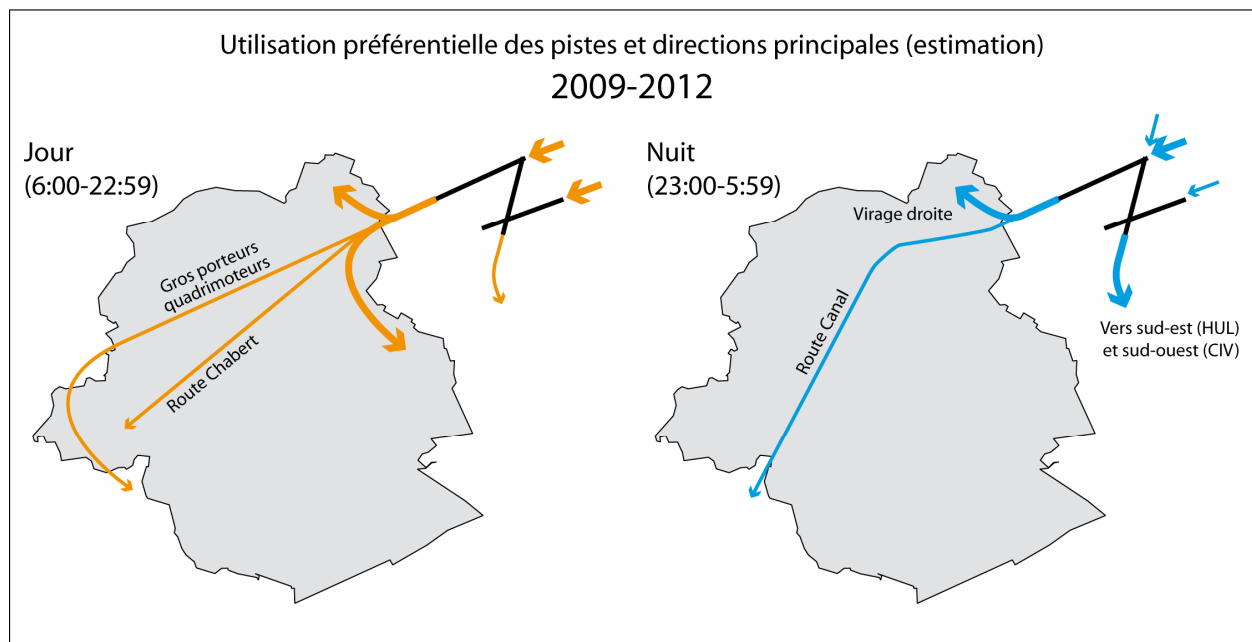 Utilisation préférentielle des pistes et directions principales (estimation)
2009-2012
Jour
(6:00-22:59)
Gros porteurs
quadrimoteurs
Route Chabert
Nuit
(23:00-5:59)
Virage droite
Route Canal
Vers sud-est (HUL)
et sud-ouest (CIV)